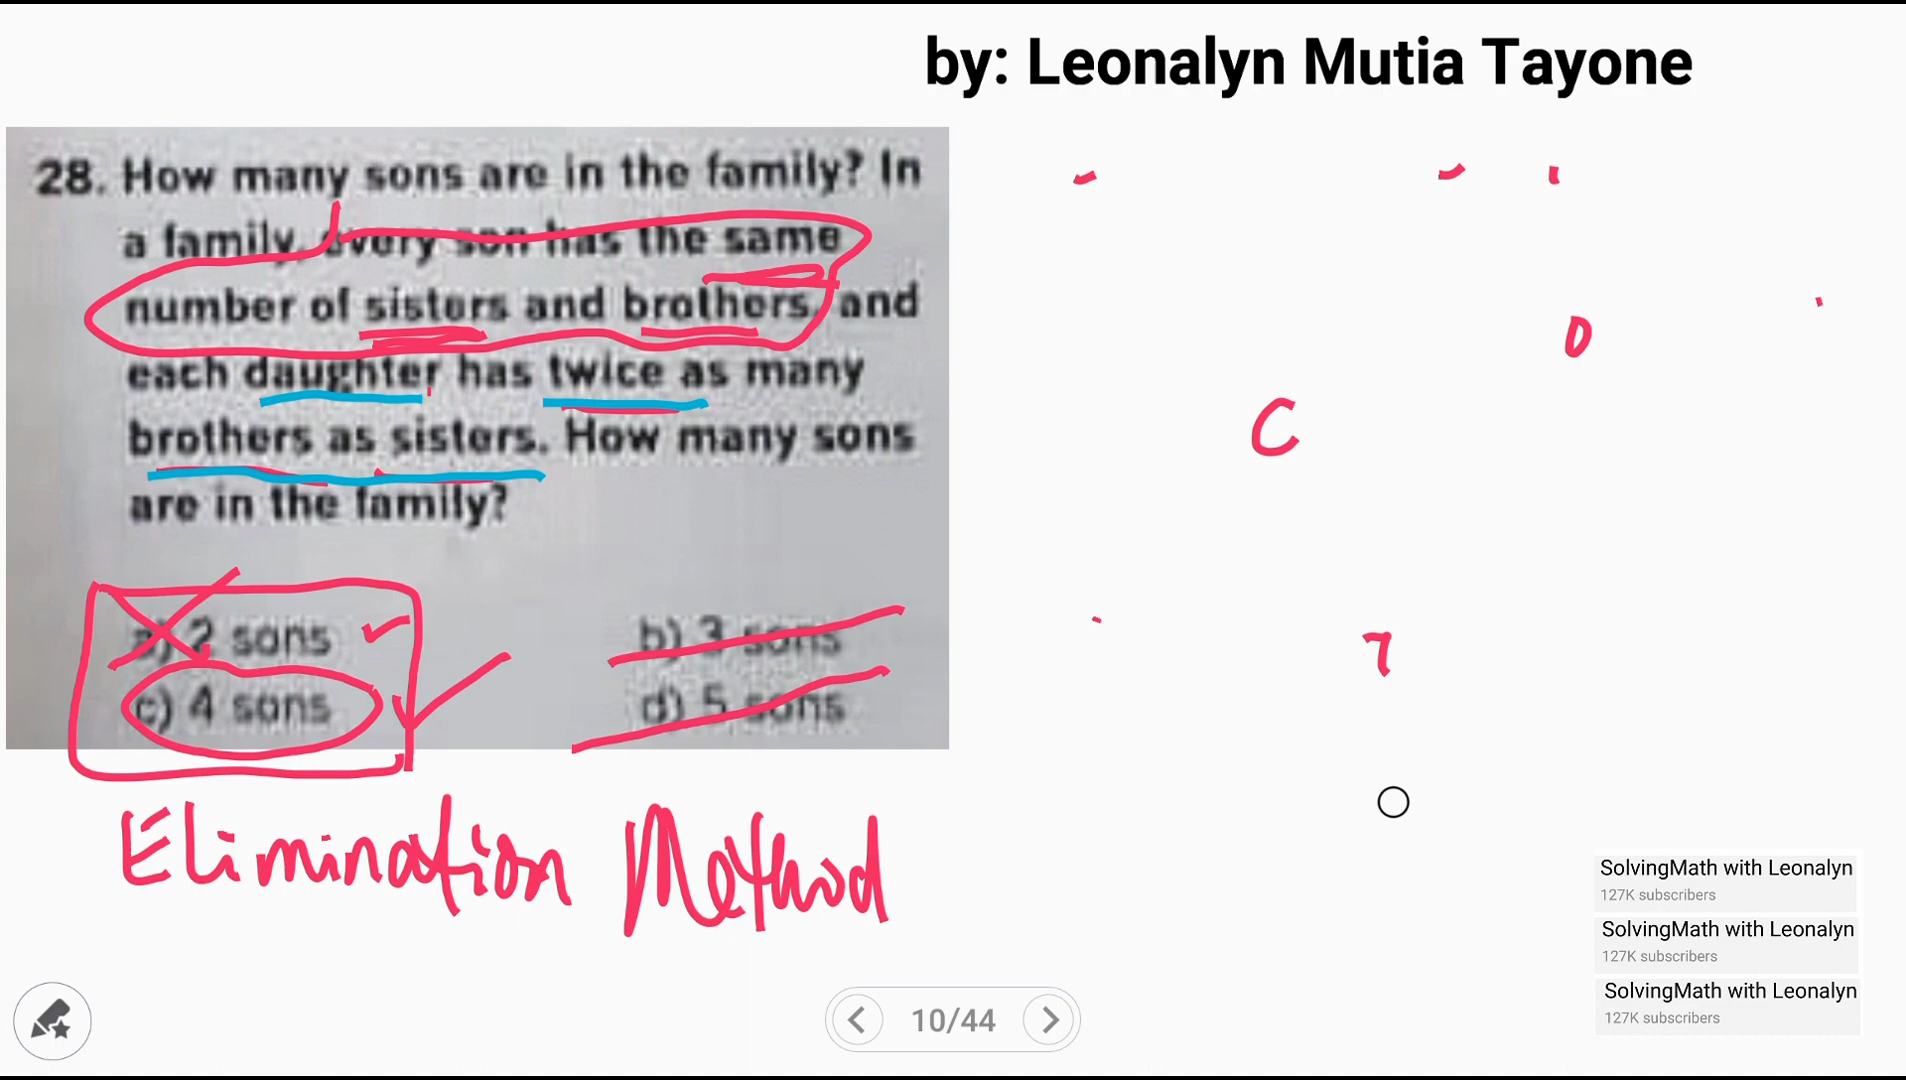 by: Leonalyn Mutia Tayone
28. How many sons are in the family? In
a family, every son has the same
number of sisters and brothers, and
each daughter has twice as many
brothers as sisters. How many sons
are in the family?
a) 2 sons
b) 3 sons
c) 4 sons
d) 5 sons
Elimination Method
D
C
7
SolvingMath with Leonalyn
127K subscribers
SolvingMath with Leonalyn
127K subscribers
SolvingMath with Leonalyn
127K subscribers
10/44